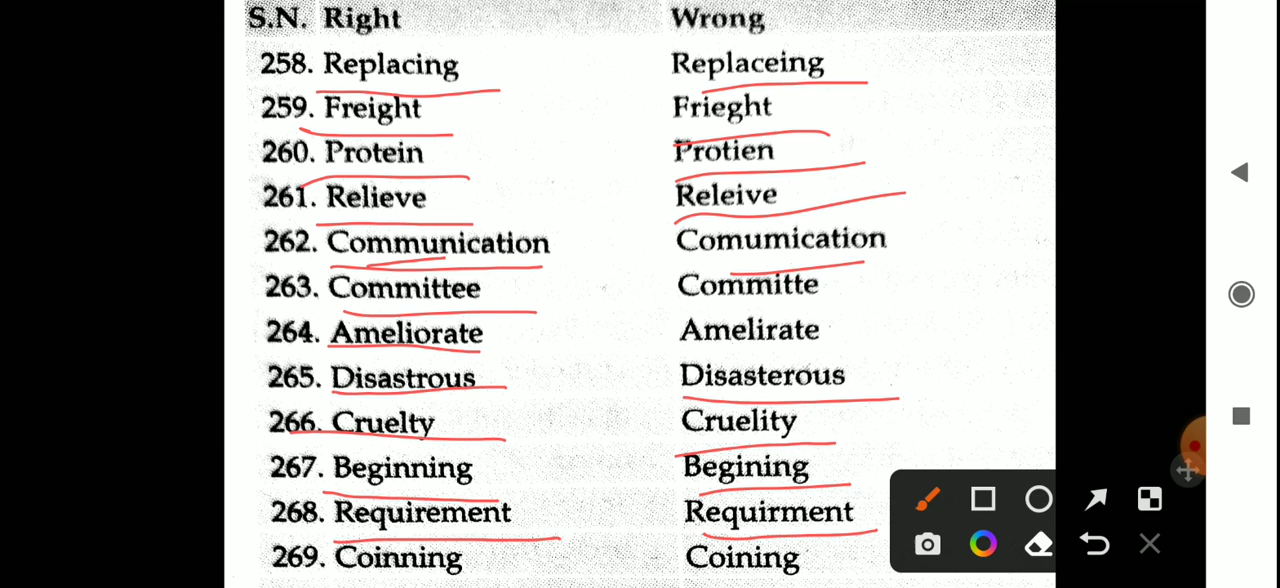 S.N. Right Wrong
258. Replacing Replaceing
259. Freight Frieght
260. Protein Protien
261. Relieve Releive
262. Communication Comumication
263. Committee Committe
264. Ameliorate Amelirate
265. Disastrous Disasterous
266. Cruelty Cruelity
267. Beginning Begining
268. Requirement Requirment
269. Coinning Coining